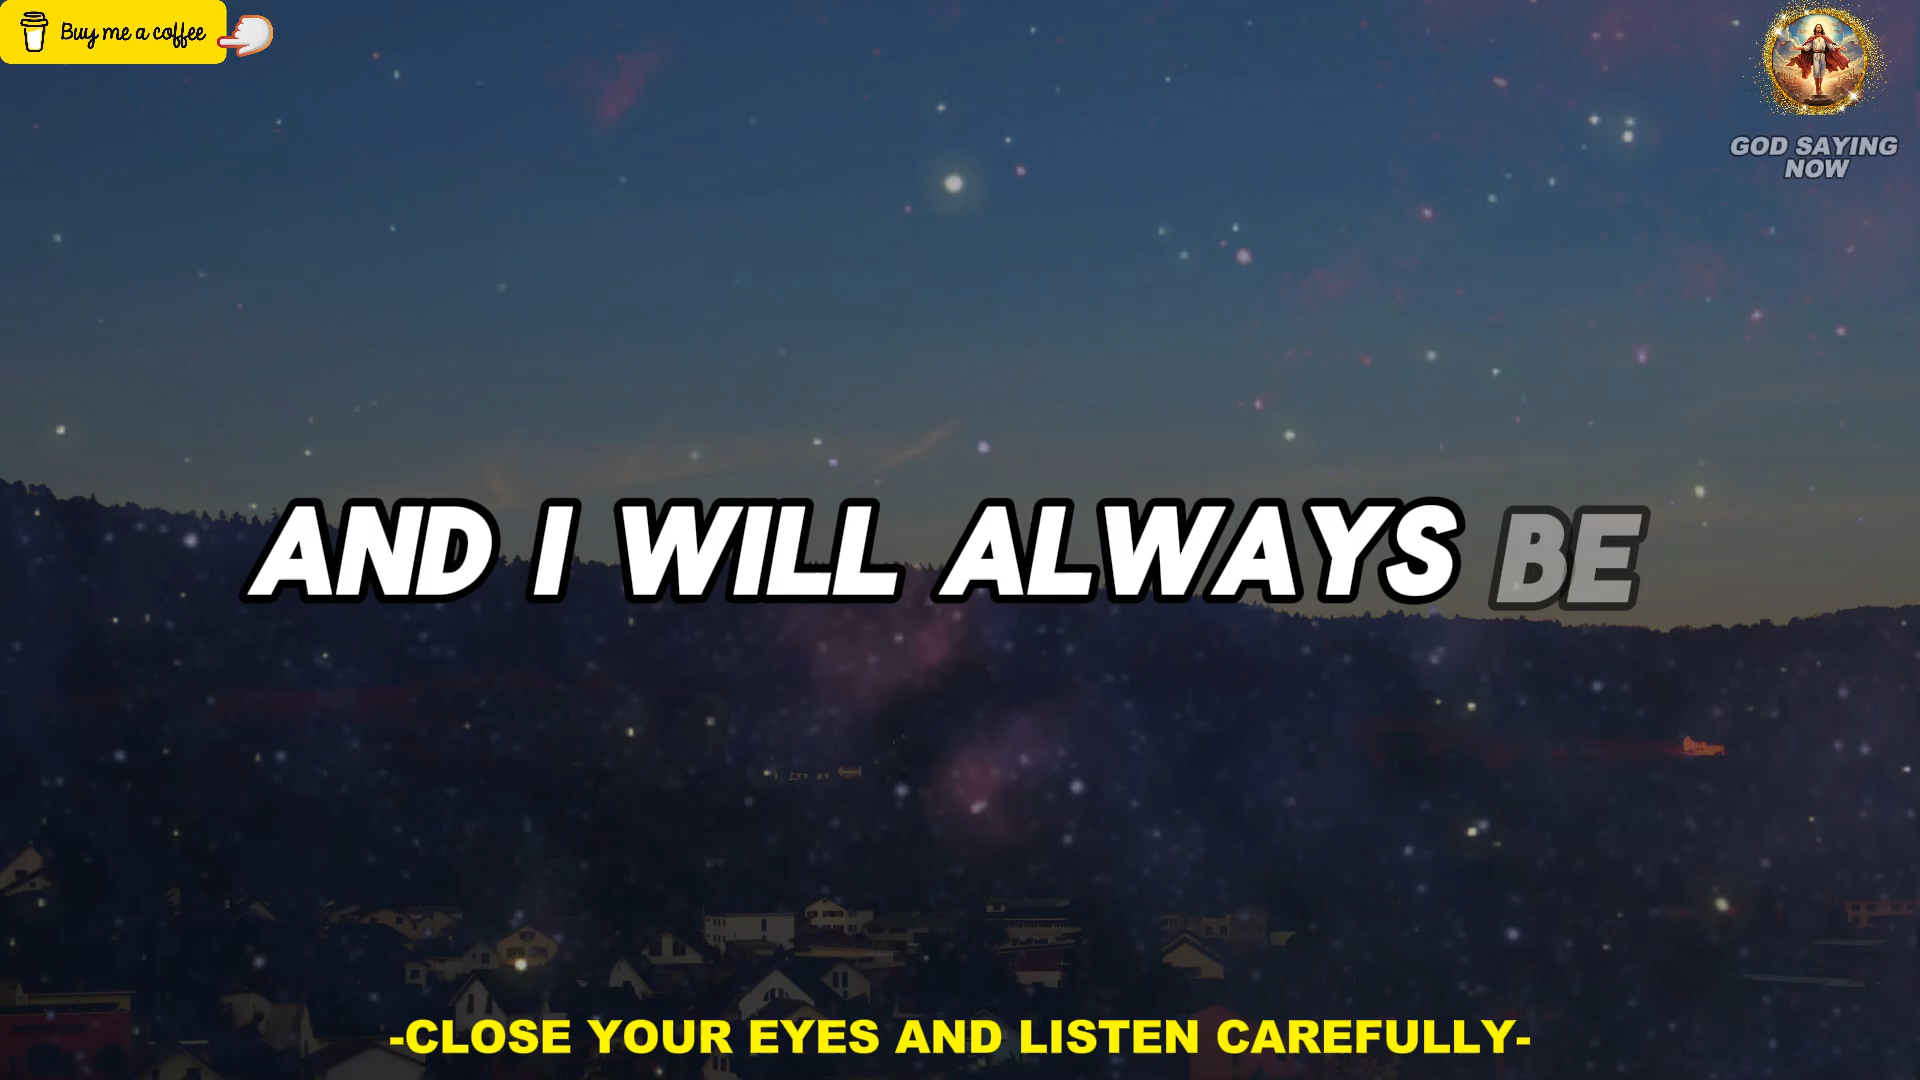 Buy me a coffee
GOD SAYING
NOW
AND I WILL ALWAYS BE
-CLOSE YOUR EYES AND LISTEN CAREFULLY-